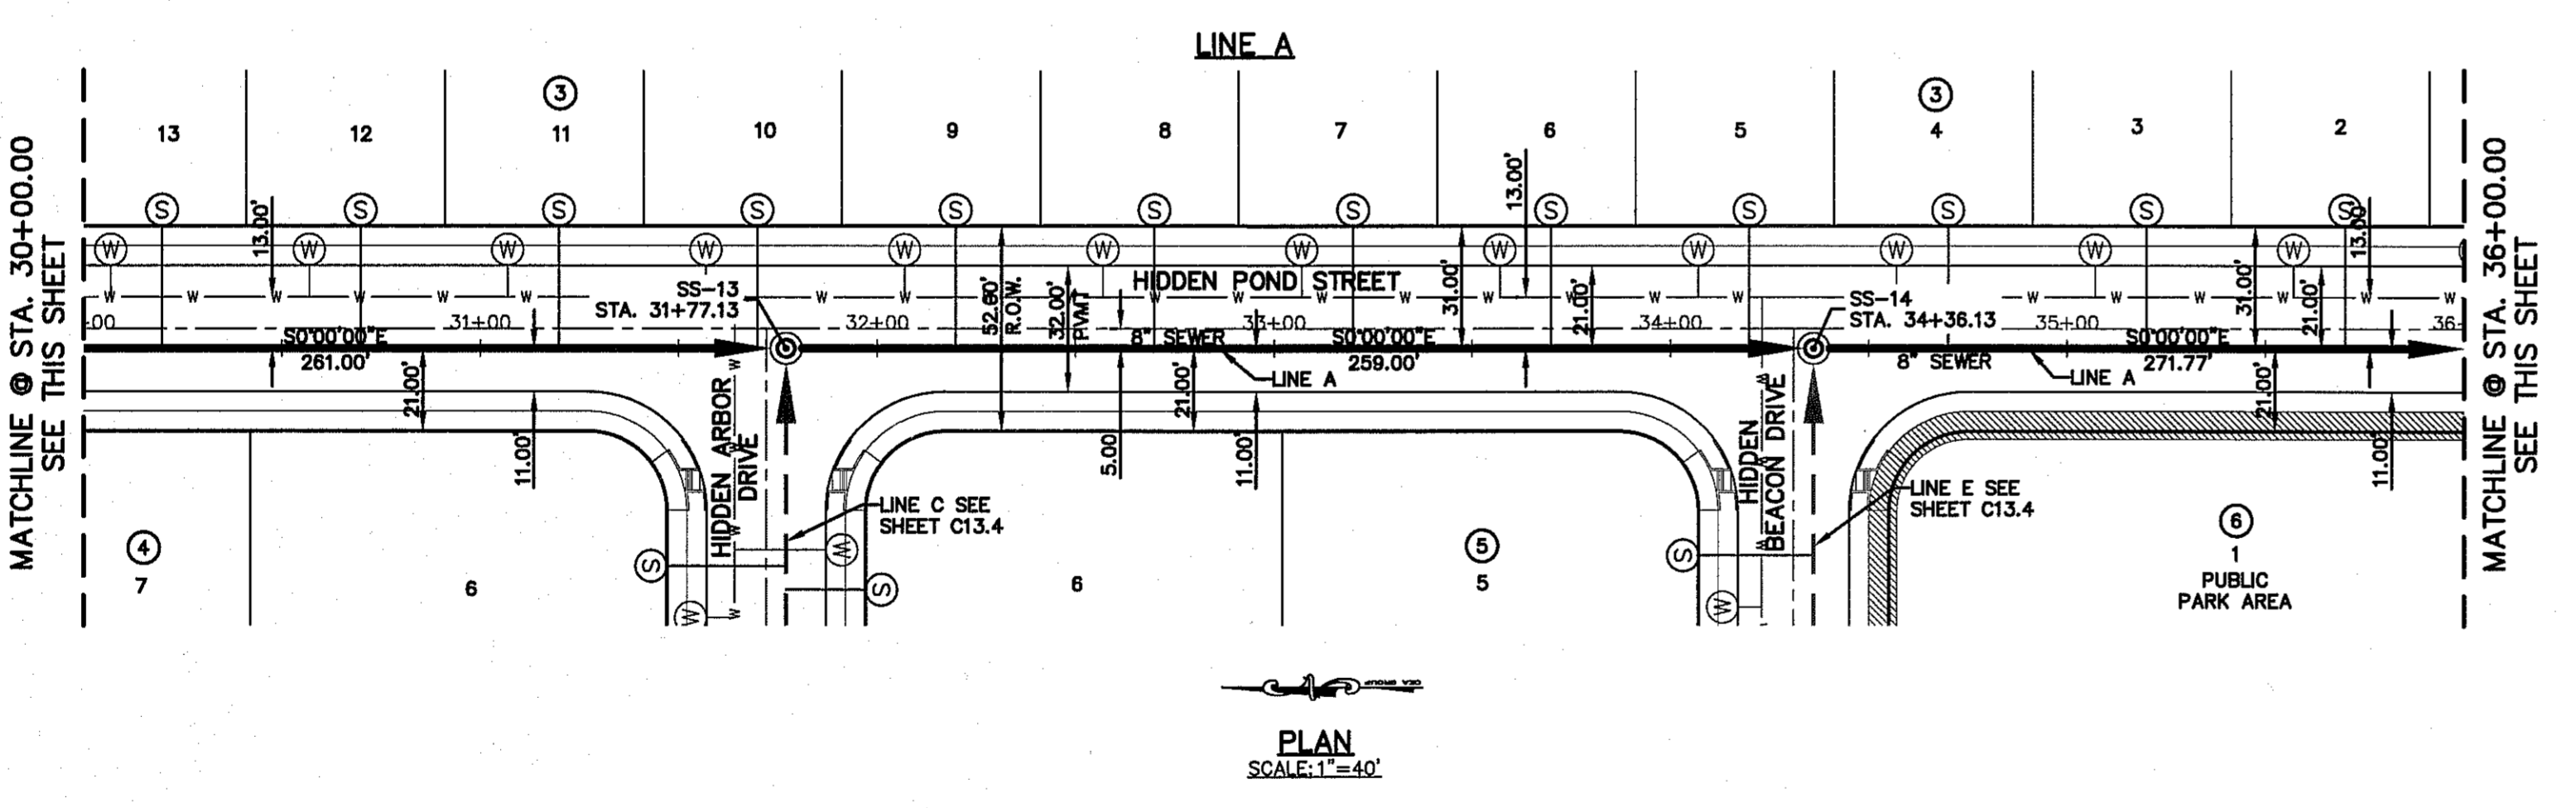 LINE A
MATCHLINE @ STA. 30+00.00
SEE THIS SHEET
3
3
13
12
11
10
9
8
7
6
5
4
3
2
S
S
S
S
S
S
S
S
S
S
S
S
13.00'
13.00'
13.00'
W
W
W
W
W
W
W
W
W
W
W
W
HIDDEN POND STREET
SS-13
STA. 31+77.13
SS-14
STA. 34+36.13
52.00'
R.O.W.
32.00'
PVMT
31.00'
21.00'
31.00'
21.00'
-00
31+00
32+00
33+00
34+00
35+00
36-
S0°00'00"E
261.00'
8" SEWER
S0°00'00"E
259.00'
LINE A
8" SEWER
S0°00'00"E
271.77'
LINE A
21.00'
11.00'
5.00
21.00'
11.00'
21.00'
11.00'
HIDDEN ARBOR
DRIVE
HIDDEN
BEACON DRIVE
LINE C SEE
SHEET C13.4
LINE E SEE
SHEET C13.4
S
W
W
S
S
W
4
7
6
6
5
5
6
1
PUBLIC
PARK AREA
MATCHLINE @ STA. 36+00.00
SEE THIS SHEET
CEA GROUP
PLAN
SCALE: 1"=40'